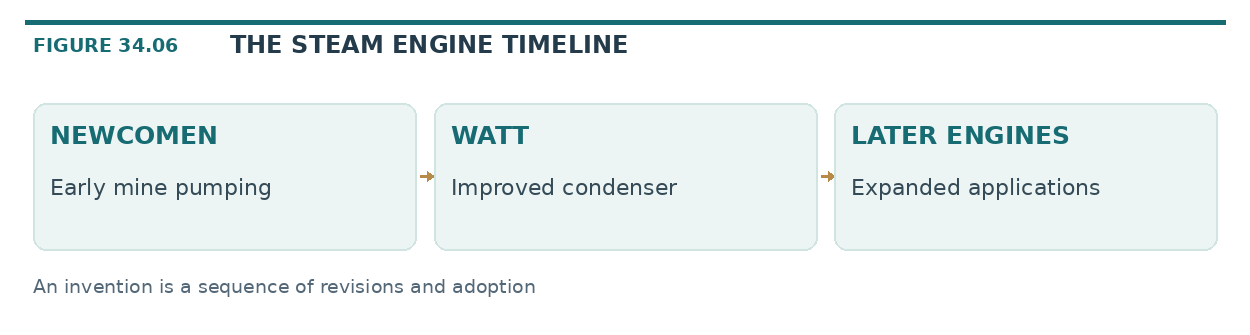 FIGURE 34.06 THE STEAM ENGINE TIMELINE
NEWCOMEN
Early mine pumping
WATT
Improved condenser
LATER ENGINES
Expanded applications
An invention is a sequence of revisions and adoption